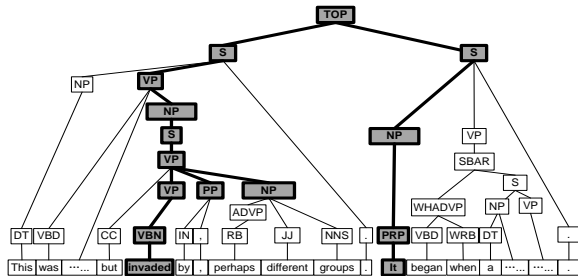 TOP
S S
NP VP
NP
NP
S VP
VP SBAR
VP PP NP S
ADVP WHADVP NP VP
DT VBD CC VBN IN , RB JJ NNS . PRP VBD WRB DT .
This was ...... but invaded by , perhaps different groups . It began when a ...... ...... .